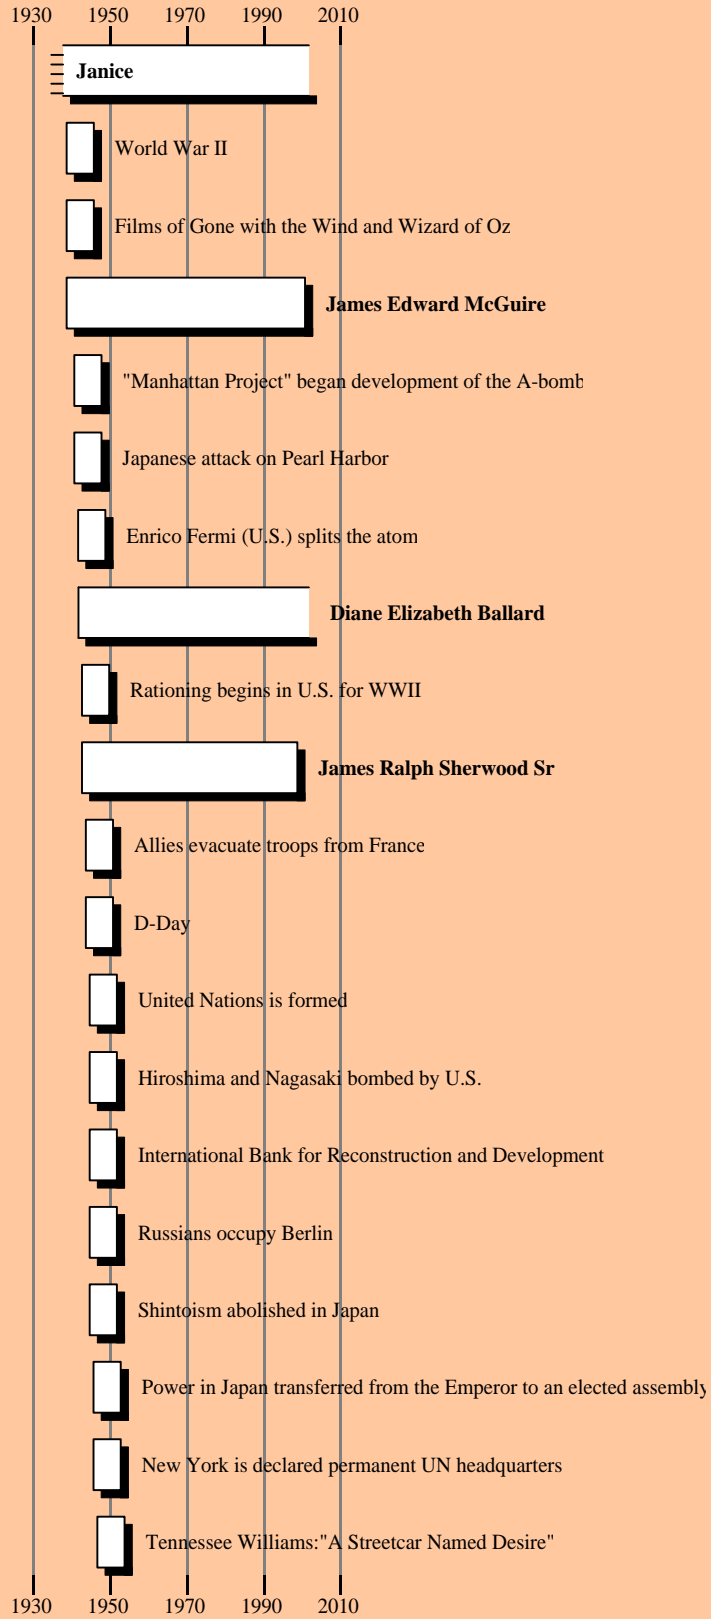 1930 1950 1970 1990 2010
Janice
World War II
Films of Gone with the Wind and Wizard of Oz
James Edward McGuire
"Manhattan Project" began development of the A-bomb
Japanese attack on Pearl Harbor
Enrico Fermi (U.S.) splits the atom
Diane Elizabeth Ballard
Rationing begins in U.S. for WWII
James Ralph Sherwood Sr
Allies evacuate troops from France
D-Day
United Nations is formed
Hiroshima and Nagasaki bombed by U.S.
International Bank for Reconstruction and Development
Russians occupy Berlin
Shintoism abolished in Japan
Power in Japan transferred from the Emperor to an elected assembly
New York is declared permanent UN headquarters
Tennessee Williams:"A Streetcar Named Desire"
1930 1950 1970 1990 2010